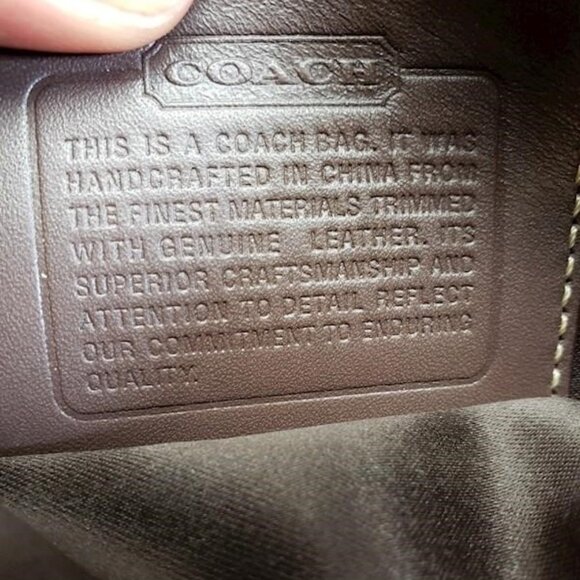 COACH
THIS IS A COACH BAG. IT WAS
HANDCRAFTED IN CHINA FROM
THE FINEST MATERIALS TRIMMED
WITH GENUINE LEATHER. ITS
SUPERIOR CRAFTSMANSHIP AND
ATTENTION TO DETAIL REFLECT
OUR COMMITMENT TO ENDURING
QUALITY.